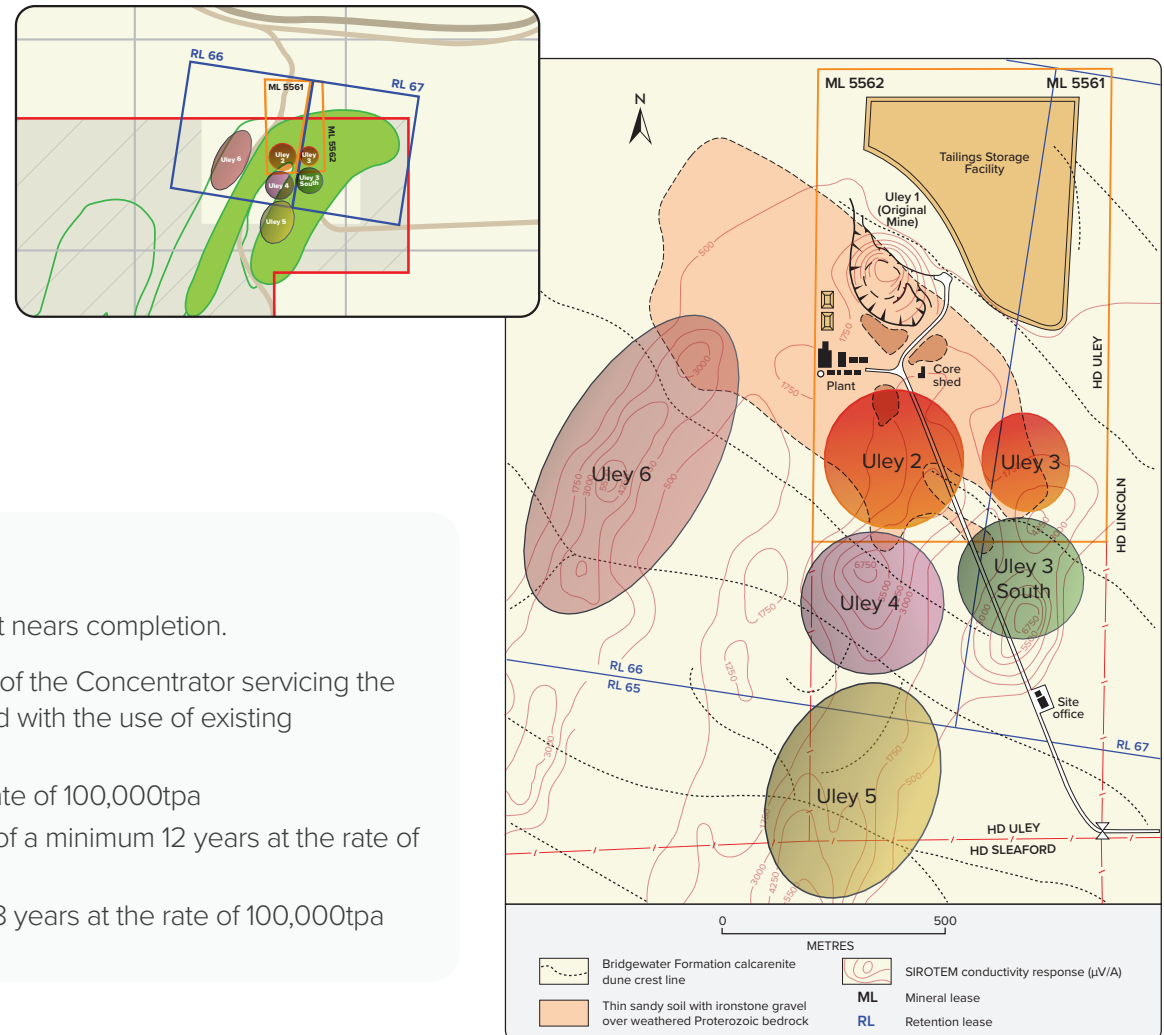 RL 66
RL 67
ML 5561
ML 5562
Uley 6
Uley
2
Uley
3
Uley 4
Uley 3
South
Uley 5
t nears completion.
of the Concentrator servicing the
d with the use of existing
ate of 100,000tpa
of a minimum 12 years at the rate of
3 years at the rate of 100,000tpa
N
ML 5562
ML 5561
Tailings Storage
Facility
Uley 1
(Original
Mine)
500
1750
HD ULEY
3000
1750
Plant
Core
shed
Uley 2
Uley 3
Uley 6
1750
3000
500
HD LINCOLN
6750
3000
Uley 4
Uley 3
South
6750
1750
1250
RL 66
RL 65
Site
office
RL 67
3000
1750
500
Uley 5
HD ULEY
HD SLEAFORD
3000
4250
5500
0
500
METRES
Bridgewater Formation calcarenite
dune crest line
SIROTEM conductivity response (µV/A)
Thin sandy soil with ironstone gravel
over weathered Proterozoic bedrock
ML
Mineral lease
RL
Retention lease